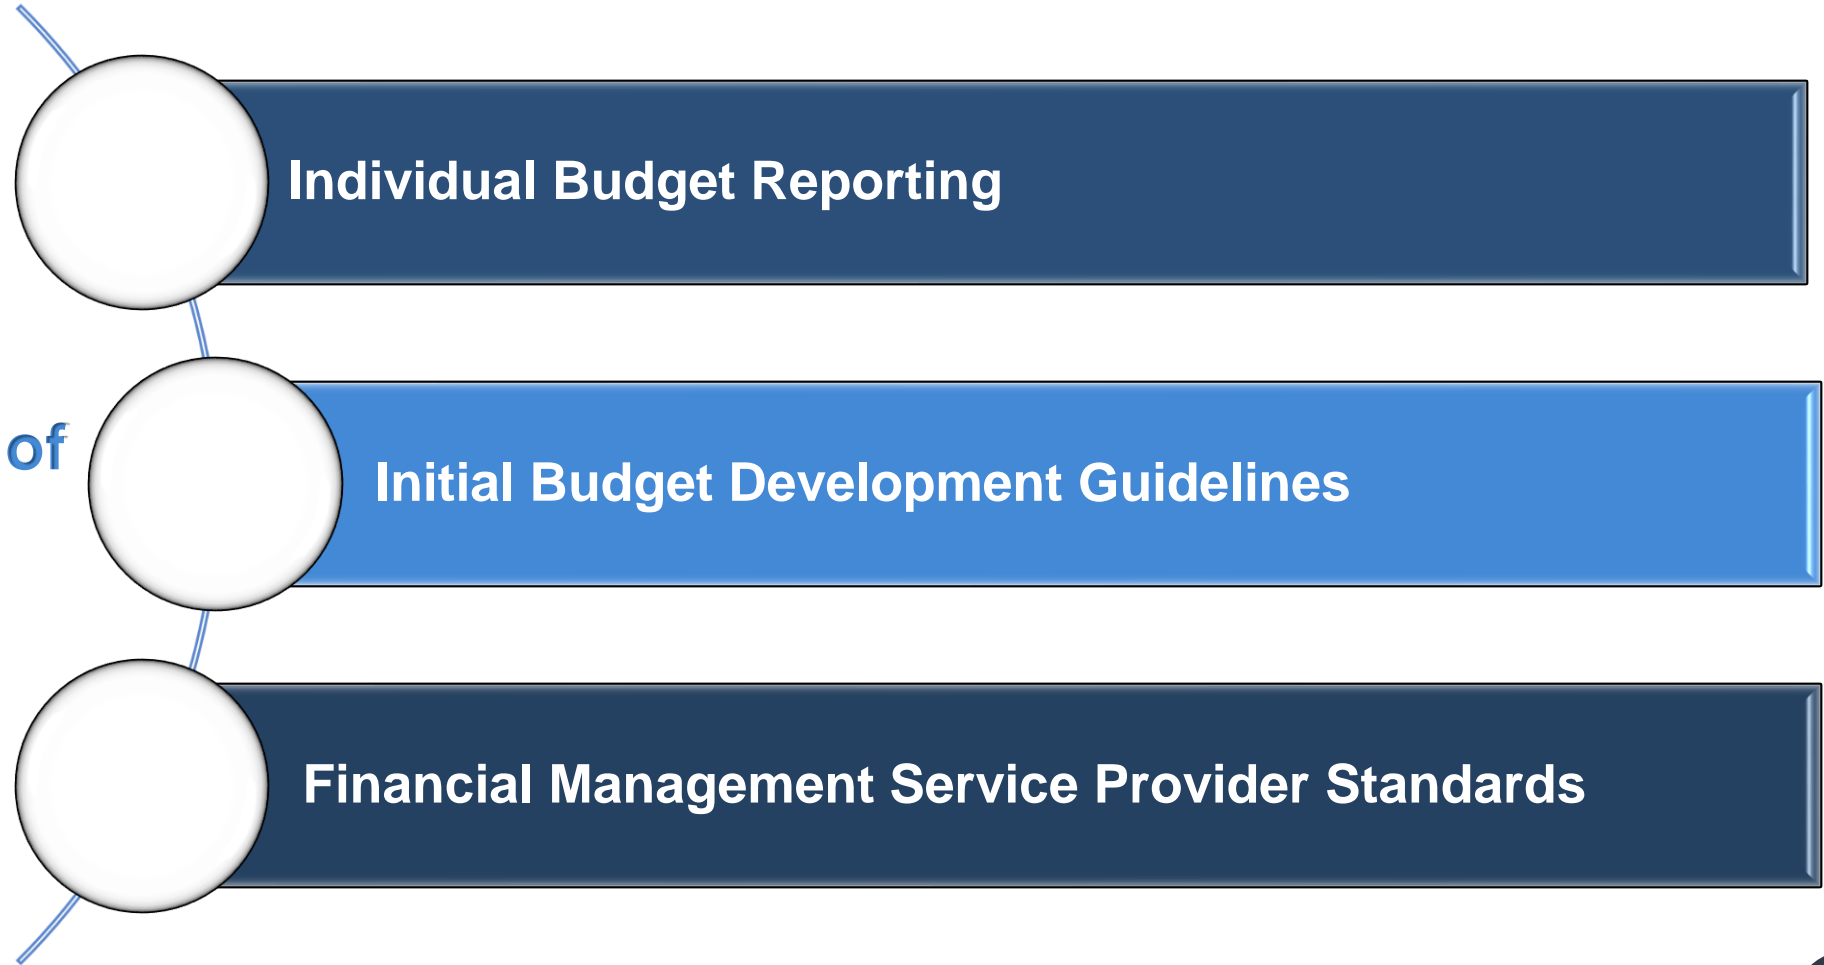 Individual Budget Reporting
of
Initial Budget Development Guidelines
Financial Management Service Provider Standards